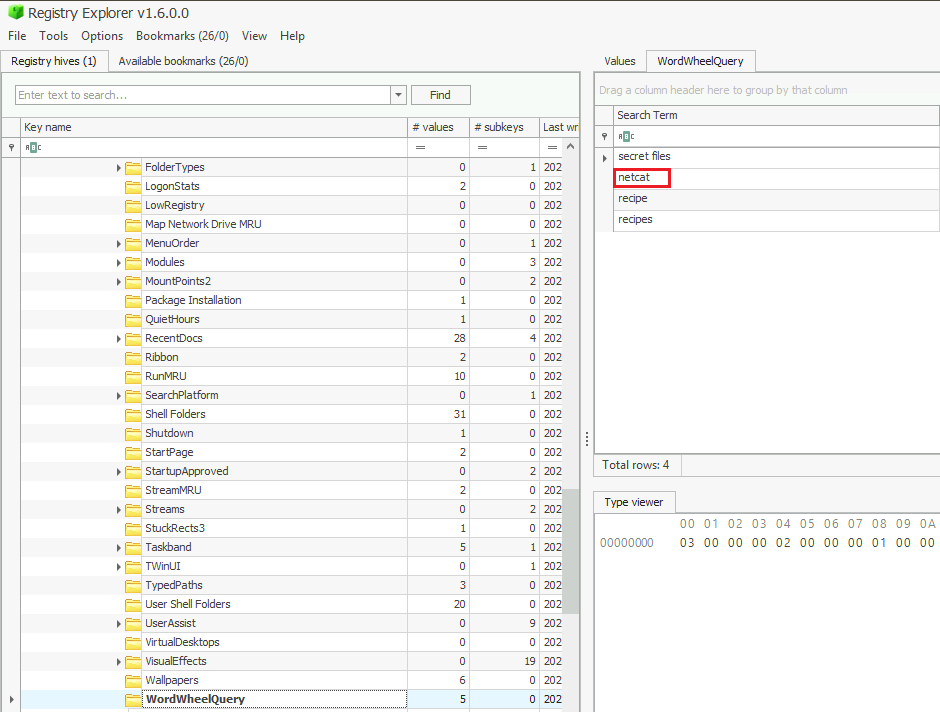 Registry Explorer v1.6.0.0
File Tools Options Bookmarks (26/0) View Help
Registry hives (1) Available bookmarks (26/0)
Enter text to search... Find
Key name # values # subkeys Last wr
= = =
FolderTypes 0 1 202
LogonStats 2 0 202
LowRegistry 0 0 202
Map Network Drive MRU 0 0 202
MenuOrder 0 1 202
Modules 0 3 202
MountPoints2 0 2 202
Package Installation 1 0 202
QuietHours 1 0 202
RecentDocs 28 4 202
Ribbon 2 0 202
RunMRU 10 0 202
SearchPlatform 0 1 202
Shell Folders 31 0 202
Shutdown 1 0 202
StartPage 2 0 202
StartupApproved 0 2 202
StreamMRU 2 0 202
Streams 0 2 202
StuckRects3 1 0 202
Taskband 5 1 202
TWinUI 0 1 202
TypedPaths 3 0 202
User Shell Folders 20 0 202
UserAssist 0 9 202
VirtualDesktops 0 0 202
VisualEffects 0 19 202
Wallpapers 6 0 202
WordWheelQuery 5 0 202
Values WordWheelQuery
Drag a column header here to group by that column
Search Term
secret files
netcat
recipe
recipes
Total rows: 4
Type viewer
00 01 02 03 04 05 06 07 08 09 0A
00000000 03 00 00 00 02 00 00 00 01 00 00